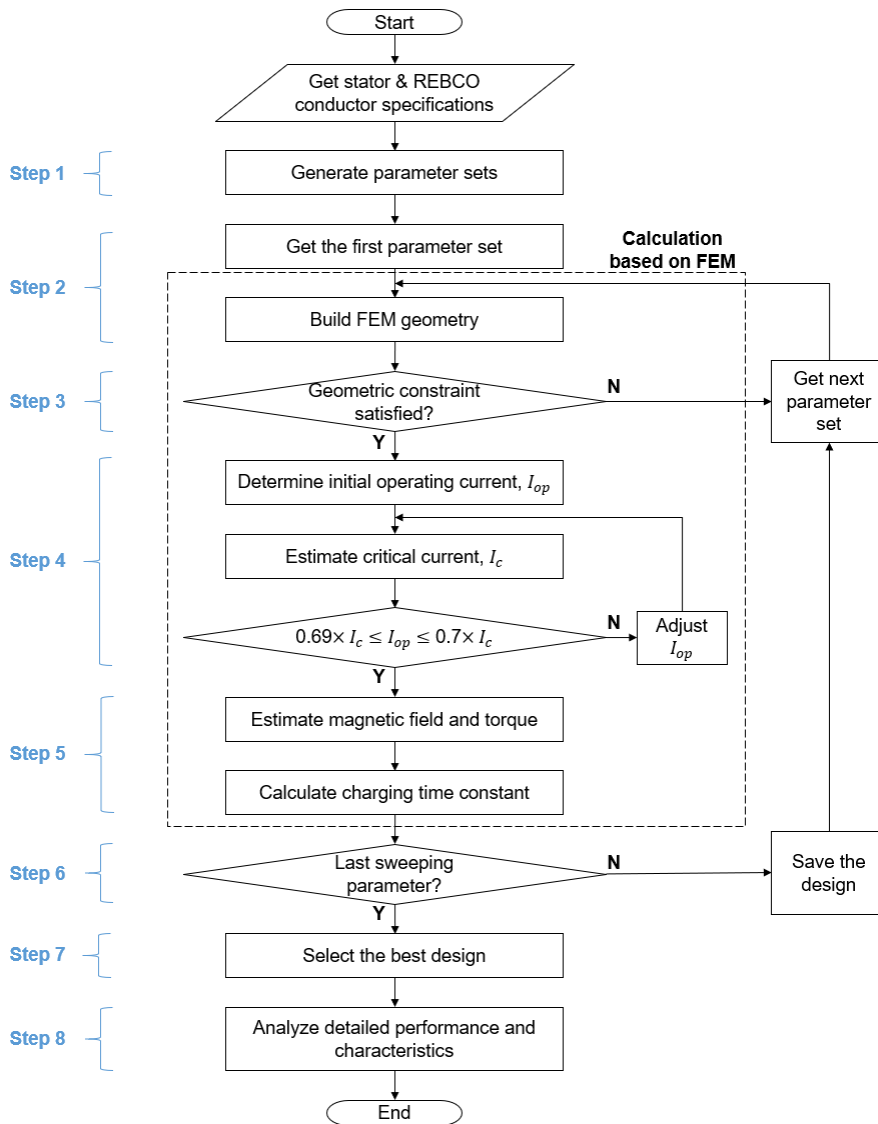 Start
Get stator & REBCO
conductor specifications
Step 1
Generate parameter sets
Get the first parameter set
Calculation
based on FEM
Step 2
Build FEM geometry
Step 3
Geometric constraint
satisfied?
N
Get next
parameter
set
Y
Determine initial operating current, I_op
Step 4
Estimate critical current, I_c
0.69× I_c ≤ I_op ≤ 0.7× I_c
N
Adjust
I_op
Y
Estimate magnetic field and torque
Step 5
Calculate charging time constant
Step 6
Last sweeping
parameter?
N
Save the
design
Y
Step 7
Select the best design
Step 8
Analyze detailed performance and
characteristics
End